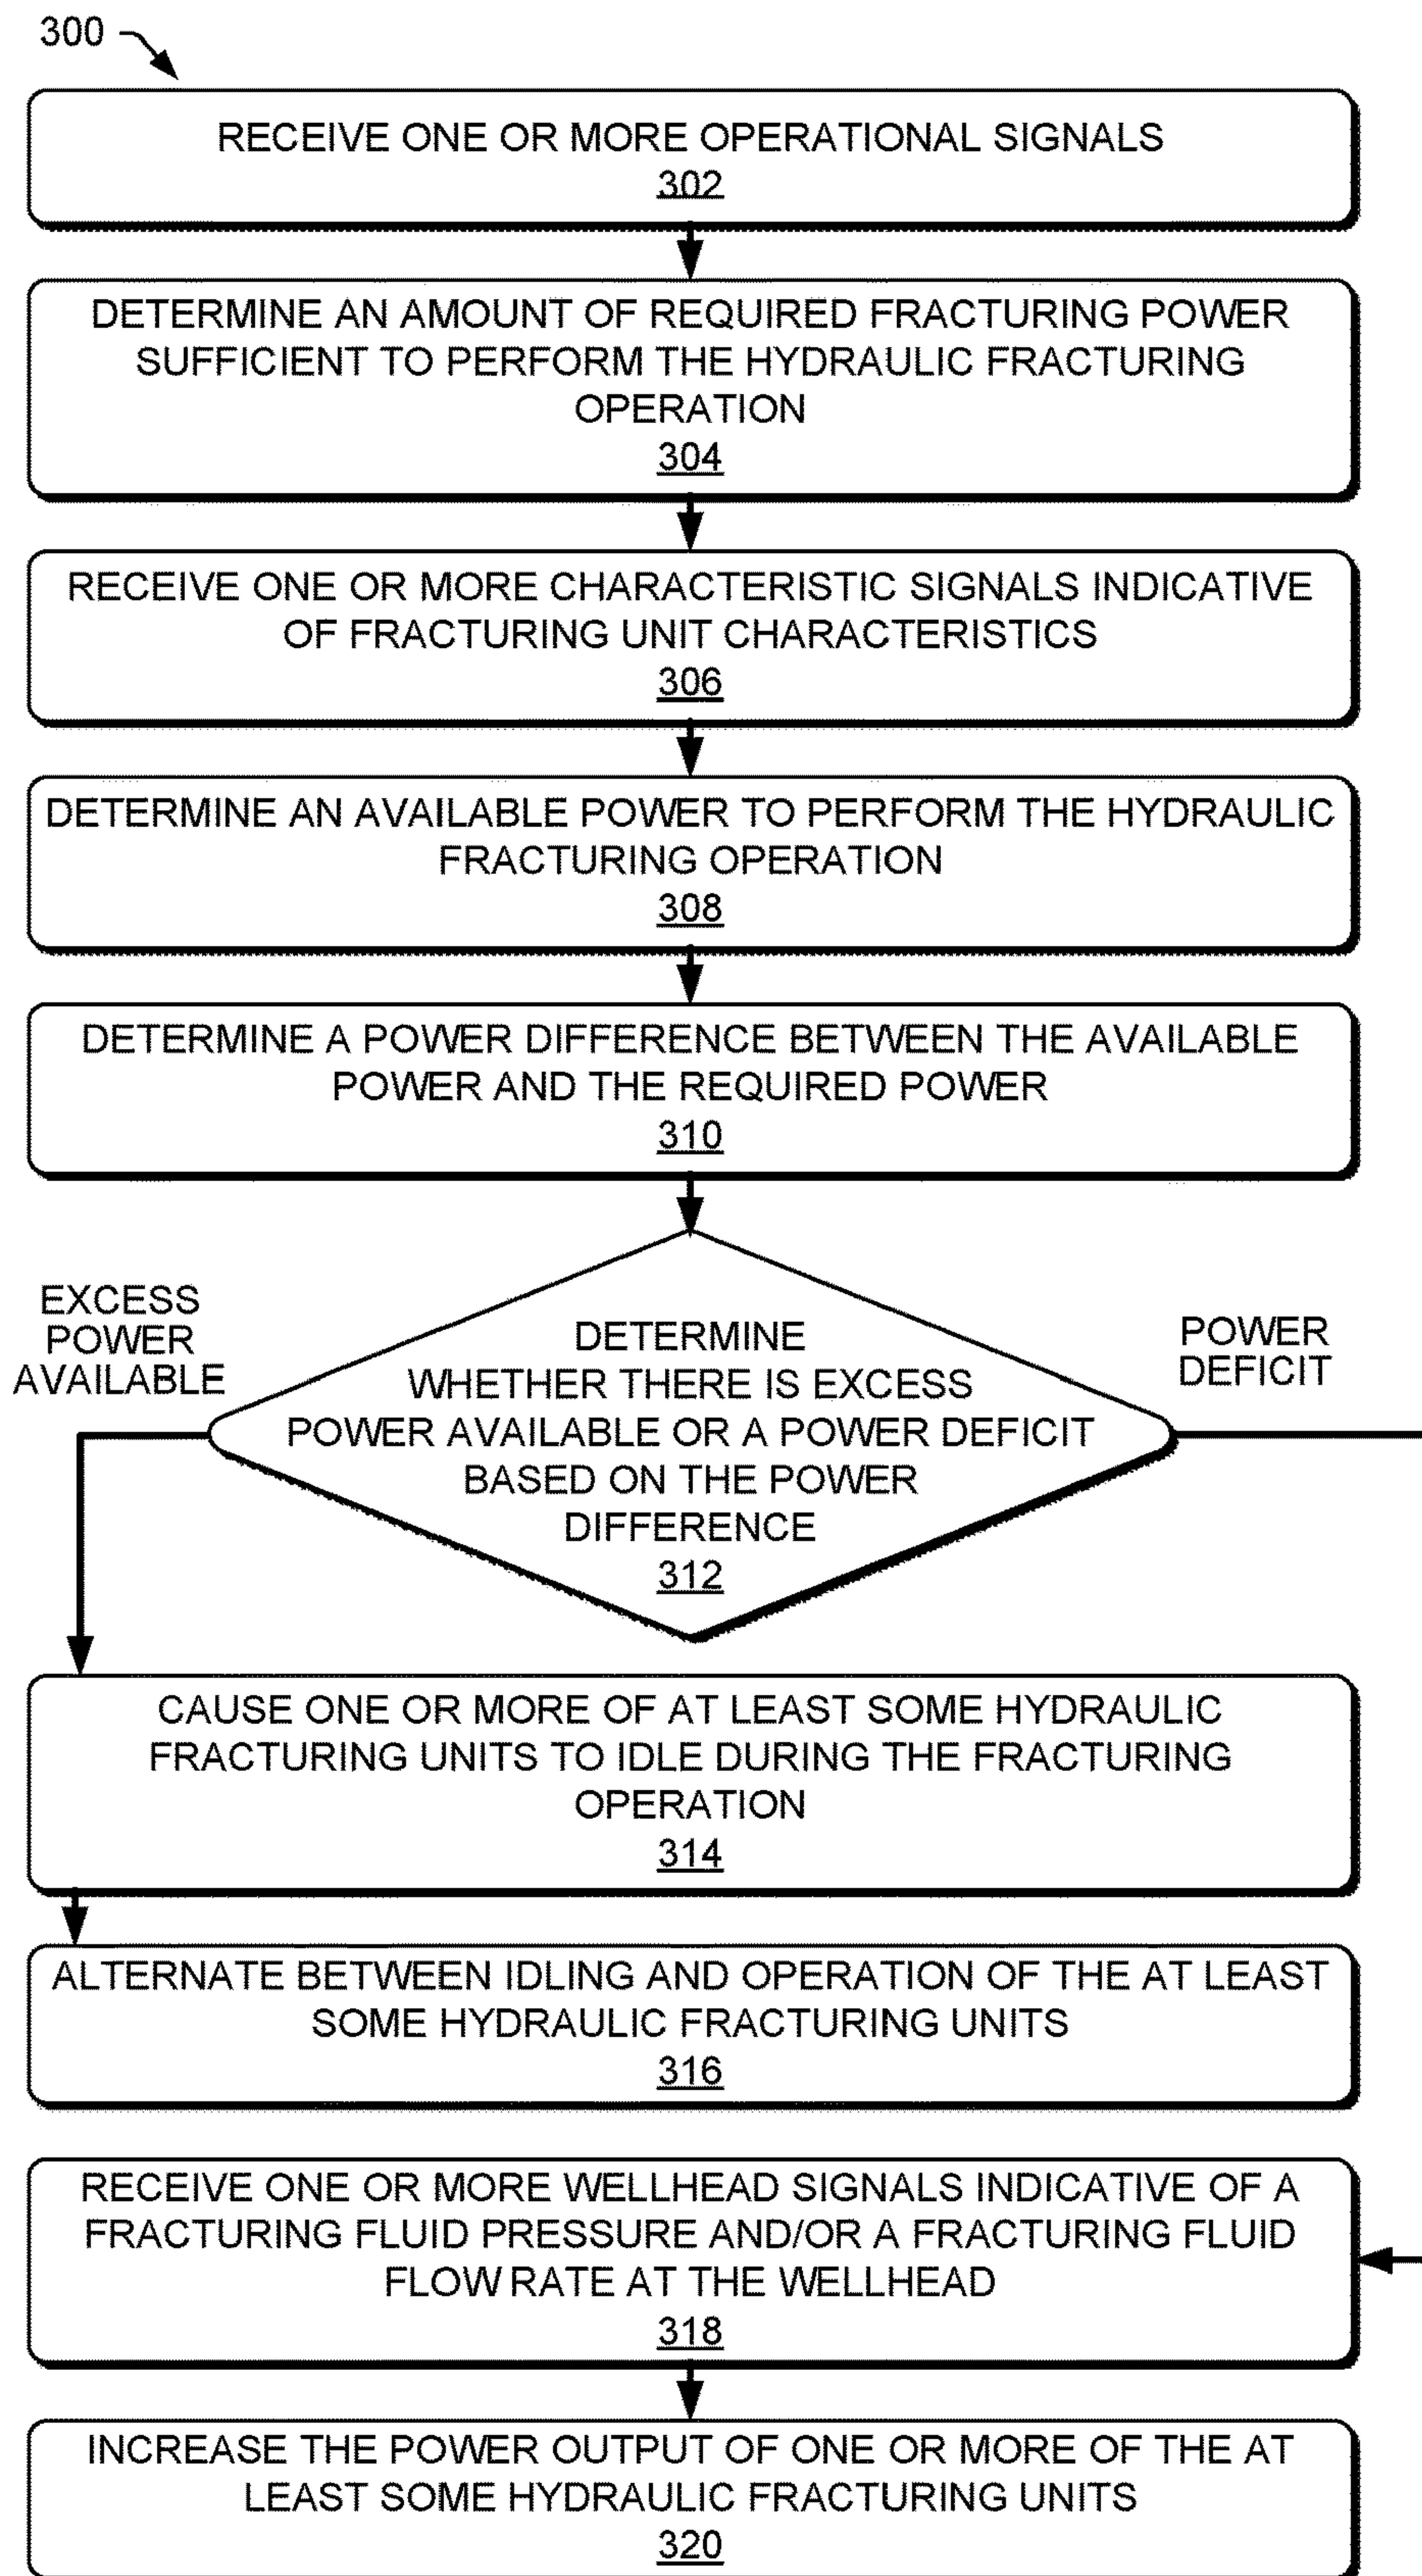 300
RECEIVE ONE OR MORE OPERATIONAL SIGNALS
302
DETERMINE AN AMOUNT OF REQUIRED FRACTURING POWER
SUFFICIENT TO PERFORM THE HYDRAULIC FRACTURING
OPERATION
304
RECEIVE ONE OR MORE CHARACTERISTIC SIGNALS INDICATIVE
OF FRACTURING UNIT CHARACTERISTICS
306
DETERMINE AN AVAILABLE POWER TO PERFORM THE HYDRAULIC
FRACTURING OPERATION
308
DETERMINE A POWER DIFFERENCE BETWEEN THE AVAILABLE
POWER AND THE REQUIRED POWER
310
EXCESS
POWER
AVAILABLE
DETERMINE
WHETHER THERE IS EXCESS
POWER AVAILABLE OR A POWER DEFICIT
BASED ON THE POWER
DIFFERENCE
312
POWER
DEFICIT
CAUSE ONE OR MORE OF AT LEAST SOME HYDRAULIC
FRACTURING UNITS TO IDLE DURING THE FRACTURING
OPERATION
314
ALTERNATE BETWEEN IDLING AND OPERATION OF THE AT LEAST
SOME HYDRAULIC FRACTURING UNITS
316
RECEIVE ONE OR MORE WELLHEAD SIGNALS INDICATIVE OF A
FRACTURING FLUID PRESSURE AND/OR A FRACTURING FLUID
FLOW RATE AT THE WELLHEAD
318
INCREASE THE POWER OUTPUT OF ONE OR MORE OF THE AT
LEAST SOME HYDRAULIC FRACTURING UNITS
320